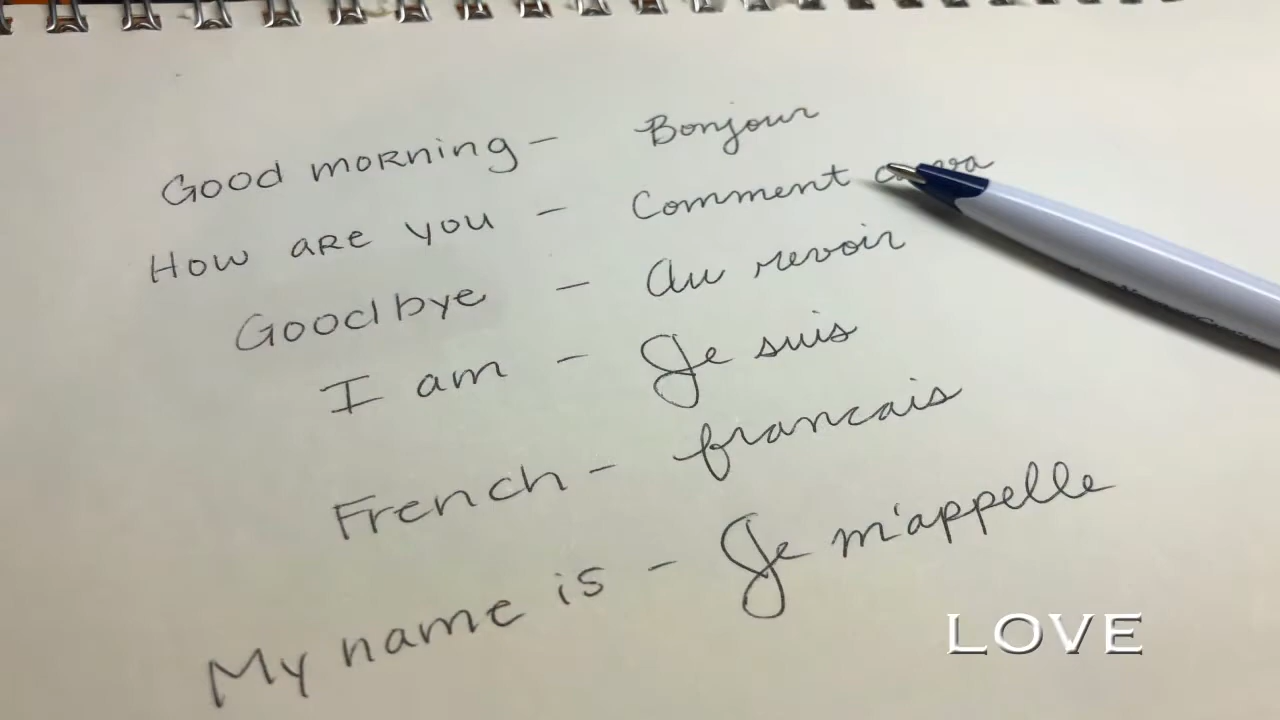 Good morning - Bonjour
How are you - Comment va
Goodbye - Au revoir
I am - Je suis
French - francais
My name is - Je m'appelle
LOVE